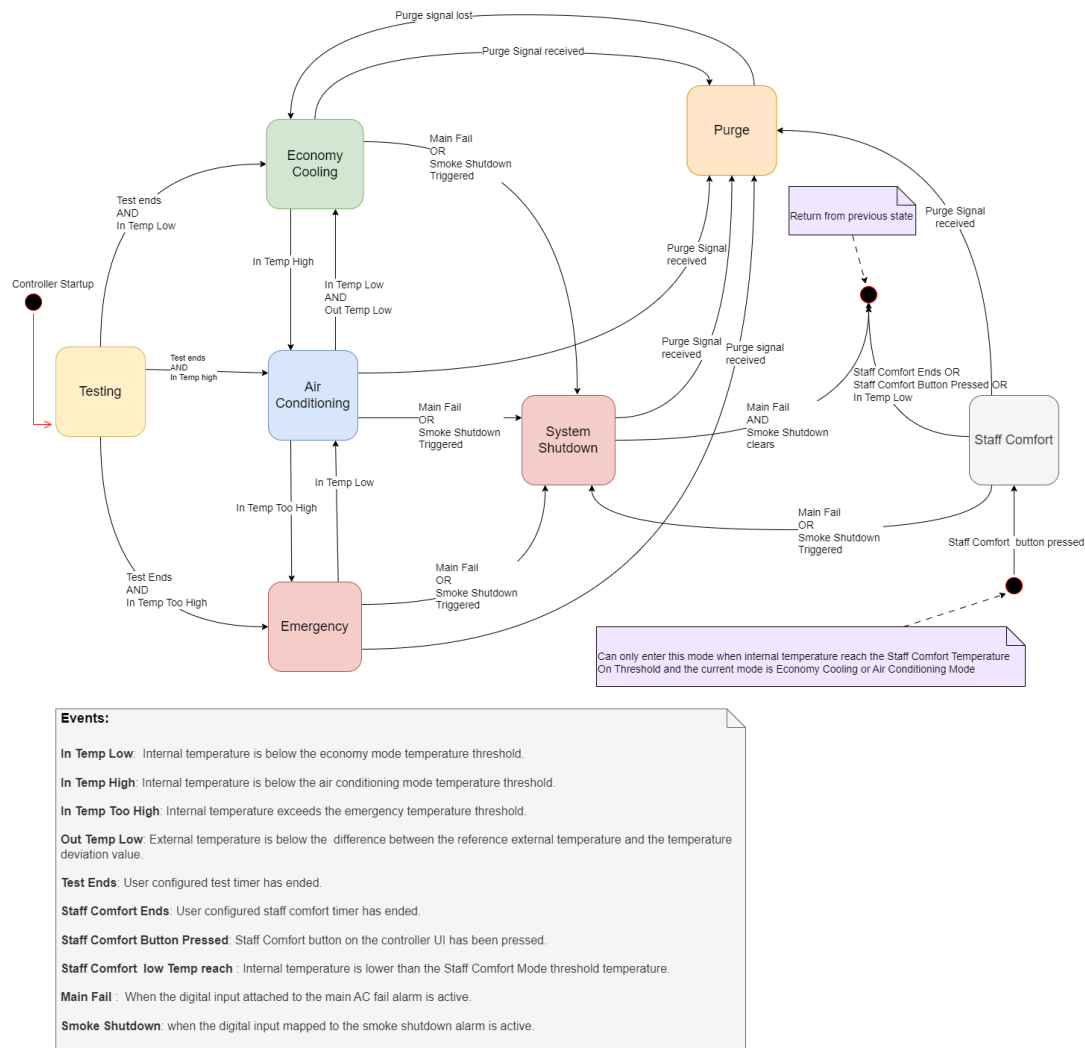 Purge signal lost
Purge Signal received
Purge
Economy
Cooling
Main Fail
OR
Smoke Shutdown
Triggered
Test ends
AND
In Temp Low
Return from previous state
Purge Signal
received
In Temp High
Purge Signal
received
Controller Startup
In Temp Low
AND
Out Temp Low
Purge Signal
received
Purge signal
received
Test ends
AND
In Temp high
Testing
Air
Conditioning
Staff Comfort Ends OR
Staff Comfort Button Pressed OR
In Temp Low
Main Fail
OR
Smoke Shutdown
Triggered
System
Shutdown
Main Fail
AND
Smoke Shutdown
clears
Staff Comfort
In Temp Low
In Temp Too High
Main Fail
OR
Smoke Shutdown
Triggered
Staff Comfort button pressed
Test Ends
AND
In Temp Too High
Main Fail
OR
Smoke Shutdown
Triggered
Emergency
Can only enter this mode when internal temperature reach the Staff Comfort Temperature
On Threshold and the current mode is Economy Cooling or Air Conditioning Mode
Events:
In Temp Low: Internal temperature is below the economy mode temperature threshold.
In Temp High: Internal temperature is below the air conditioning mode temperature threshold.
In Temp Too High: Internal temperature exceeds the emergency temperature threshold.
Out Temp Low: External temperature is below the difference between the reference external temperature and the temperature
deviation value.
Test Ends: User configured test timer has ended.
Staff Comfort Ends: User configured staff comfort timer has ended.
Staff Comfort Button Pressed: Staff Comfort button on the controller UI has been pressed.
Staff Comfort low Temp reach : Internal temperature is lower than the Staff Comfort Mode threshold temperature.
Main Fail : When the digital input attached to the main AC fail alarm is active.
Smoke Shutdown: when the digital input mapped to the smoke shutdown alarm is active.